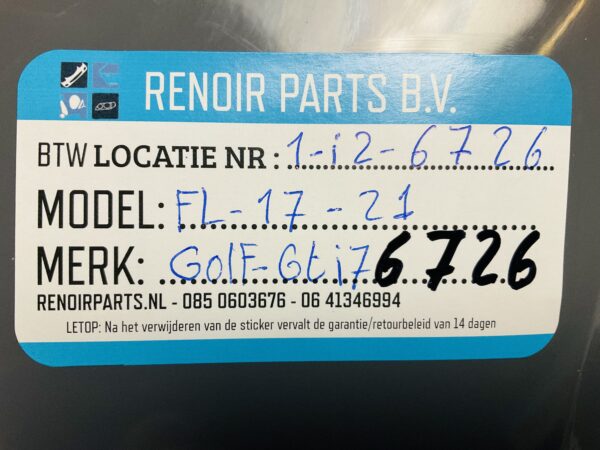 RENOIR PARTS B.V.
BTW LOCATIE NR : 1-i2-6726
MODEL: FL-17-21
MERK: Golf-Gti7 6726
RENOIRPARTS.NL - 085 0603676 - 06 41346994
LETOP: Na het verwijderen van de sticker vervalt de garantie/retourbeleid van 14 dagen